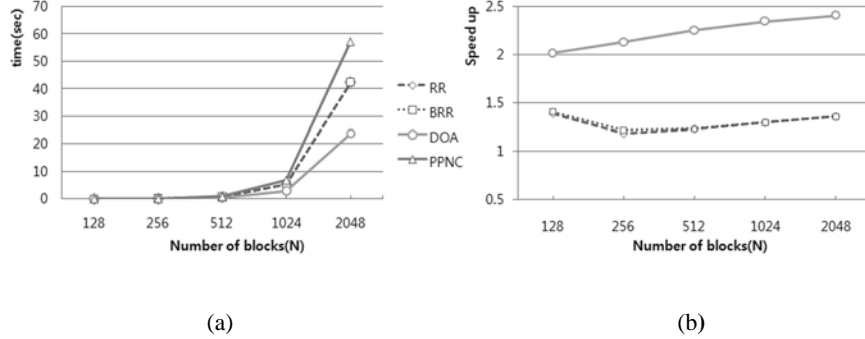 time(sec)
70
60
50
40
30
20
10
0
128 256 512 1024 2048
Number of blocks(N)
RR
BRR
DOA
PPNC
Speed up
2.5
2
1.5
1
0.5
128 256 512 1024 2048
Number of blocks(N)
(a)
(b)